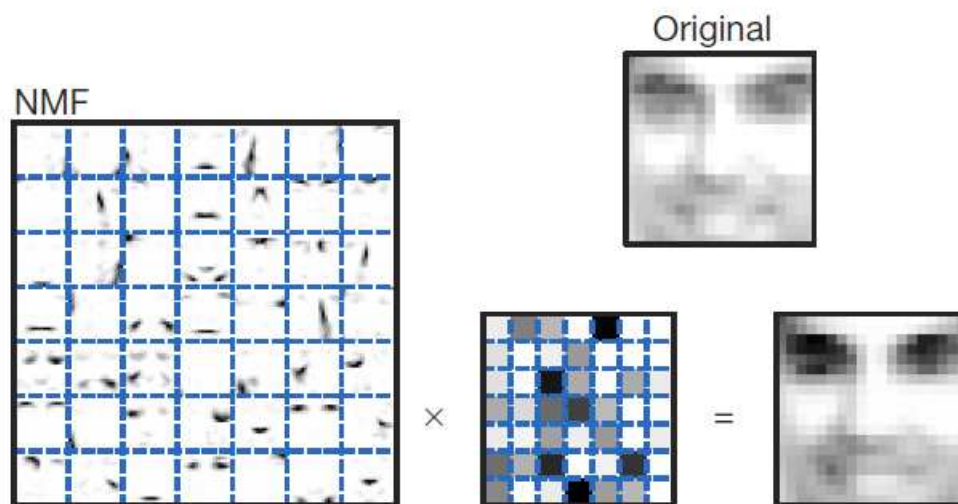 Original
NMF
×
=